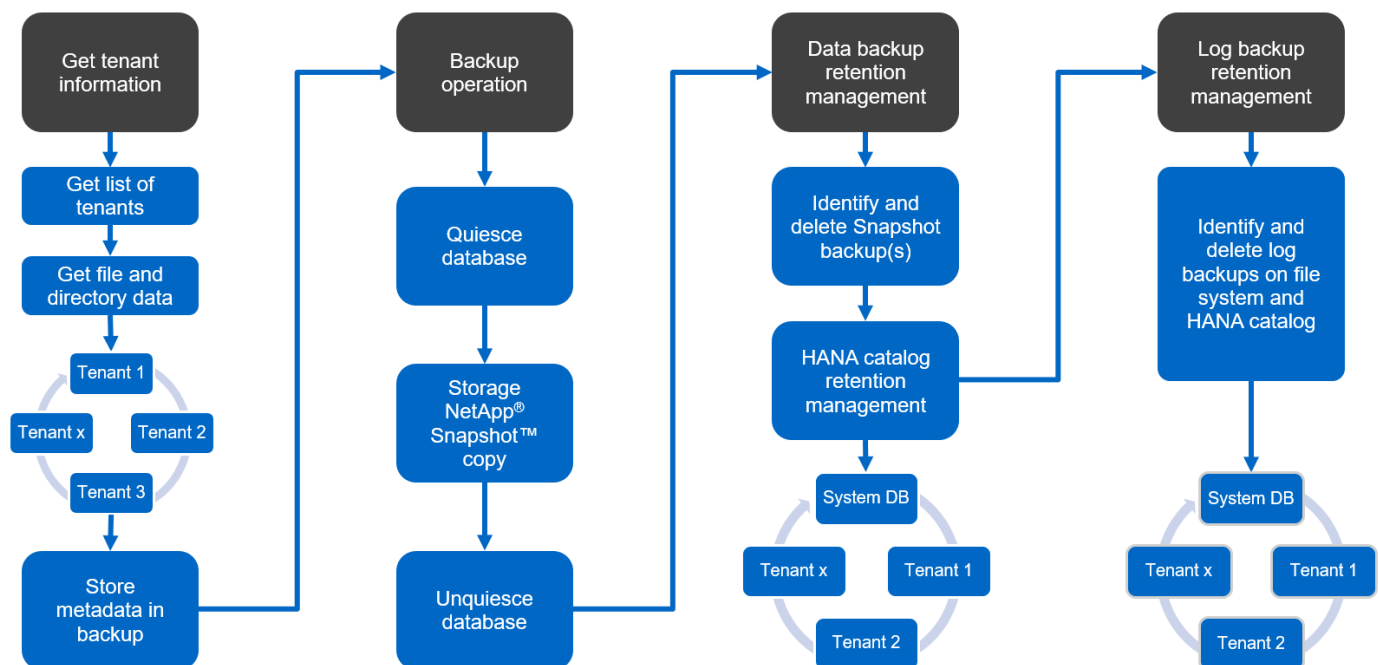 Get tenant
information
Get list of
tenants
Get file and
directory data
Tenant 1
Tenant x
Tenant 2
Tenant 3
Store
metadata in
backup
Backup
operation
Quiesce
database
Storage
NetApp®
Snapshot™
copy
Unquiesce
database
Data backup
retention
management
Identify and
delete Snapshot
backup(s)
HANA catalog
retention
management
System DB
Tenant x
Tenant 1
Tenant 2
Log backup
retention
management
Identify and
delete log
backups on file
system and
HANA catalog
System DB
Tenant x
Tenant 1
Tenant 2